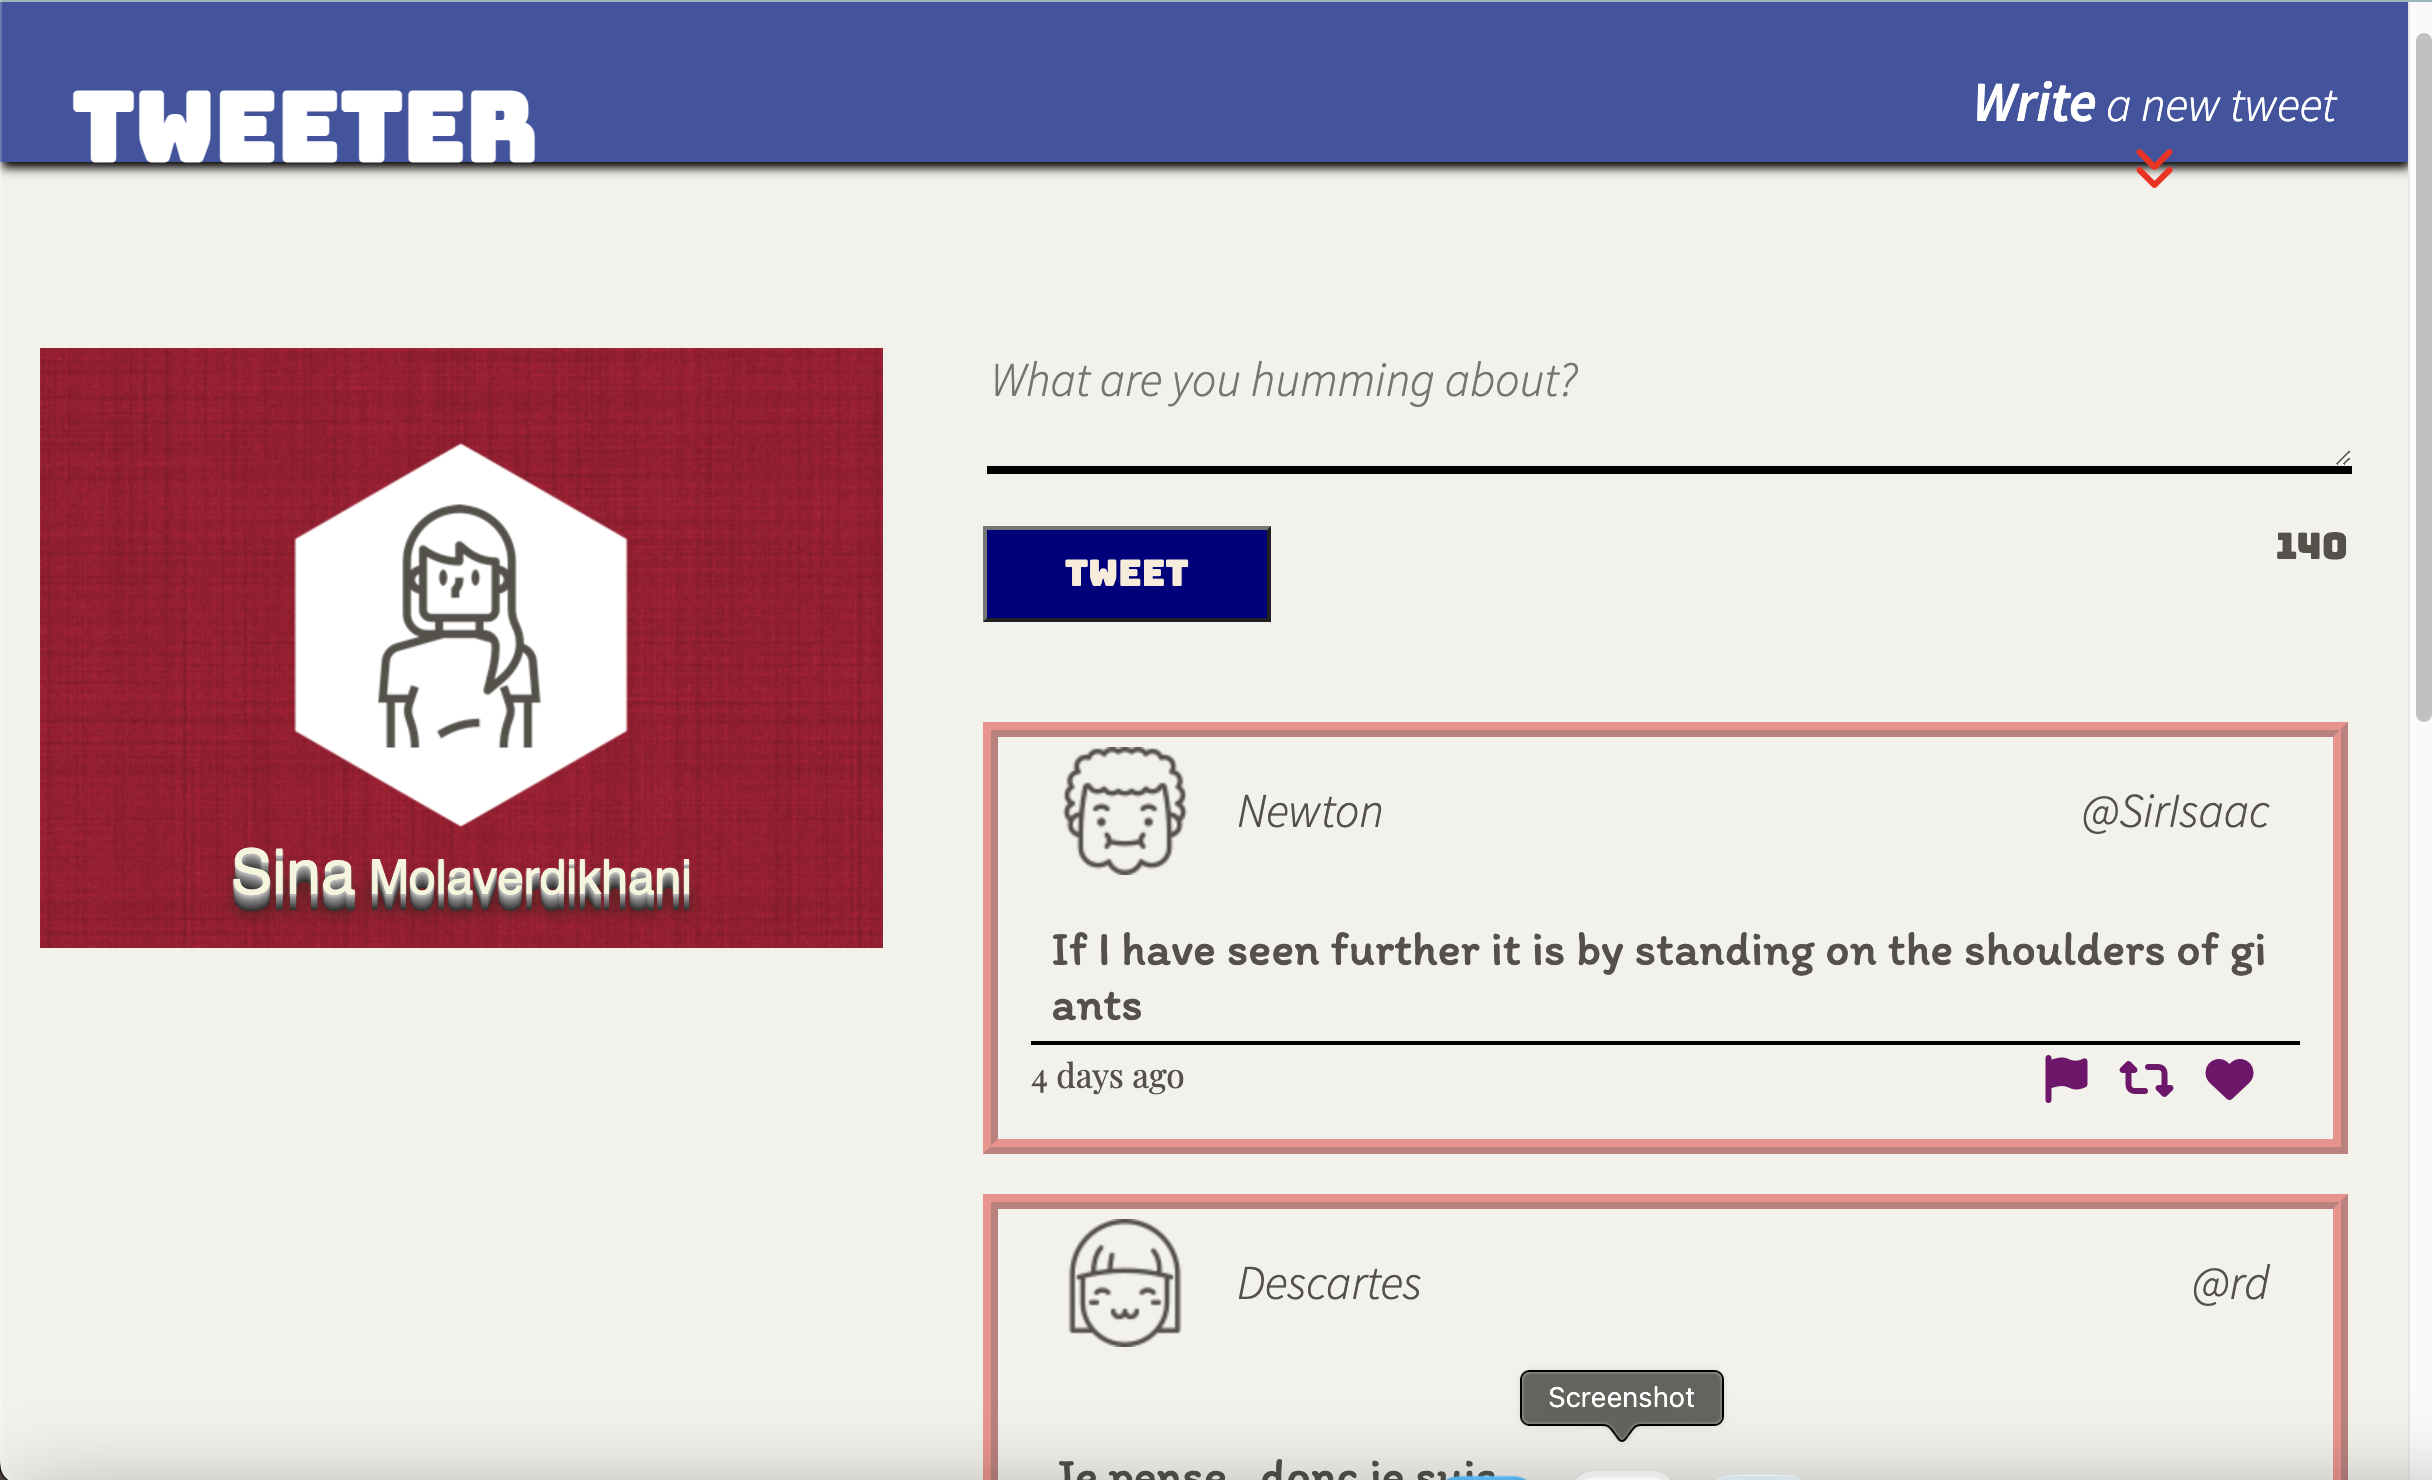 TWEETER
Write a new tweet
Sina Molaverdikhani
What are you humming about?
TWEET
140
Newton
@SirIsaac
If I have seen further it is by standing on the shoulders of gi
ants
4 days ago
Descartes
@rd
Screenshot
Je pense , donc je suis